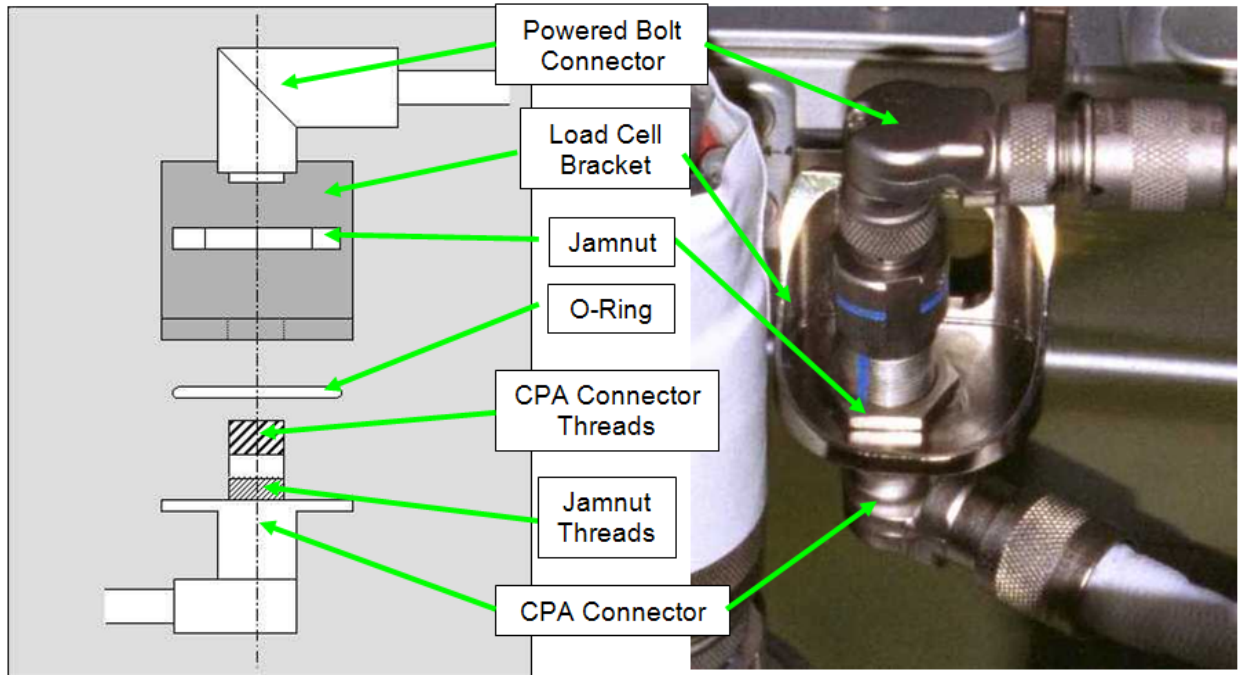 Powered Bolt
Connector
Load Cell
Bracket
Jamnut
O-Ring
CPA Connector
Threads
Jamnut
Threads
CPA Connector